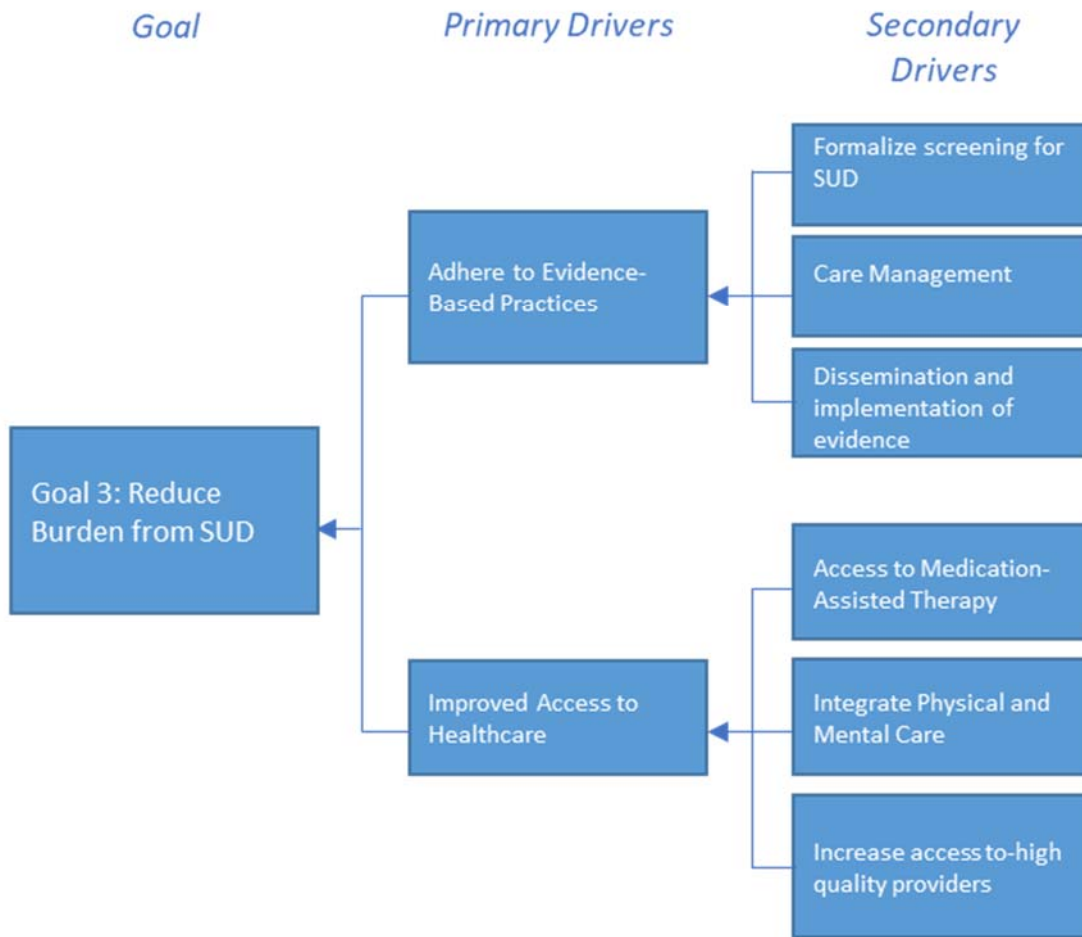 Goal
Primary Drivers
Secondary
Drivers
Formalize screening for
SUD
Adhere to Evidence-
Based Practices
Care Management
Dissemination and
implementation of
evidence
Goal 3: Reduce
Burden from SUD
Access to Medication-
Assisted Therapy
Improved Access to
Healthcare
Integrate Physical and
Mental Care
Increase access to-high
quality providers